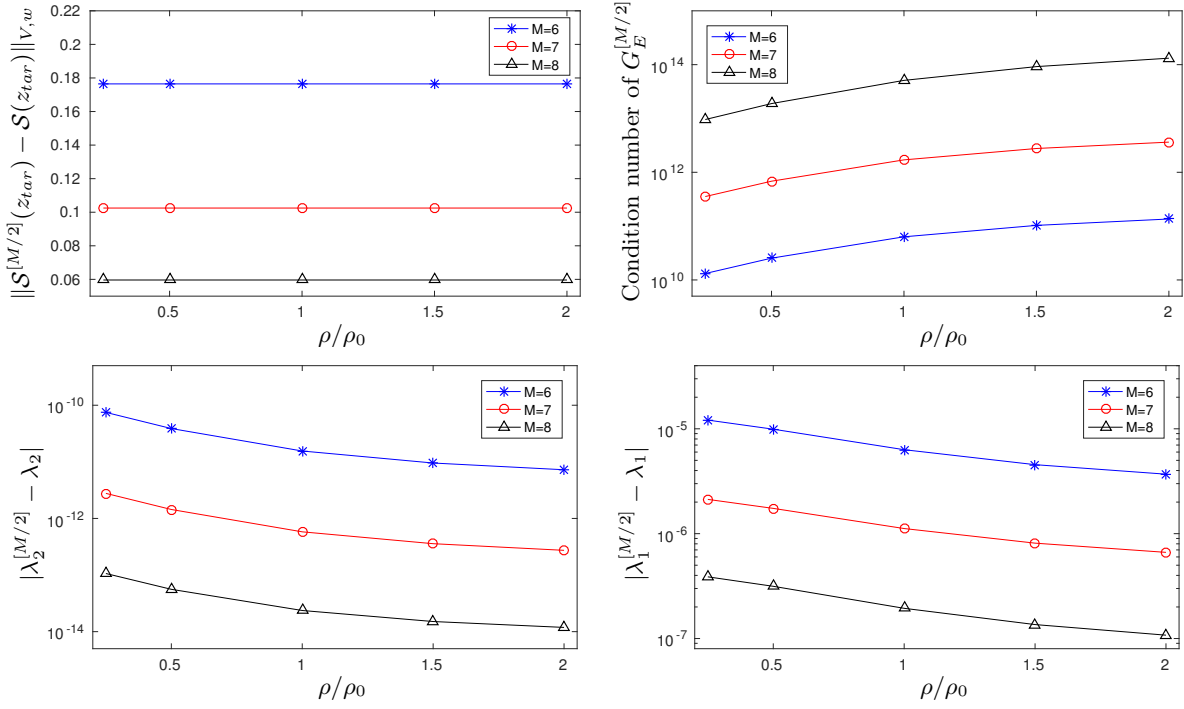 ||S^{[M/2]}(z_{tar}) − S(z_{tar})||_{V,w}
0.22
0.2
0.18
0.16
0.14
0.12
0.1
0.08
0.06
M=6
M=7
M=8
0.5
1
1.5
2
ρ/ρ_0
Condition number of G_E^{[M/2]}
10^{14}
10^{12}
10^{10}
M=6
M=7
M=8
0.5
1
1.5
2
ρ/ρ_0
|λ_2^{[M/2]} − λ_2|
10^{-10}
10^{-12}
10^{-14}
M=6
M=7
M=8
0.5
1
1.5
2
ρ/ρ_0
|λ_1^{[M/2]} − λ_1|
10^{-5}
10^{-6}
10^{-7}
M=6
M=7
M=8
0.5
1
1.5
2
ρ/ρ_0